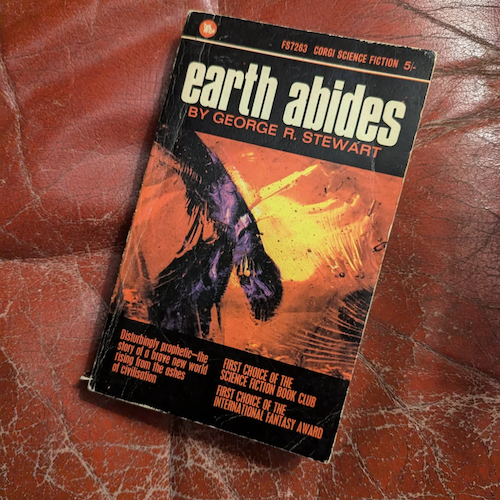 FS7263 CORGI SCIENCE FICTION 5/-
earth abides
BY GEORGE R. STEWART
Disturbingly prophetic—the
story of a brave new world
rising from the ashes
of civilisation
FIRST CHOICE OF THE
SCIENCE FICTION BOOK CLUB
FIRST CHOICE OF THE
INTERNATIONAL FANTASY AWARD